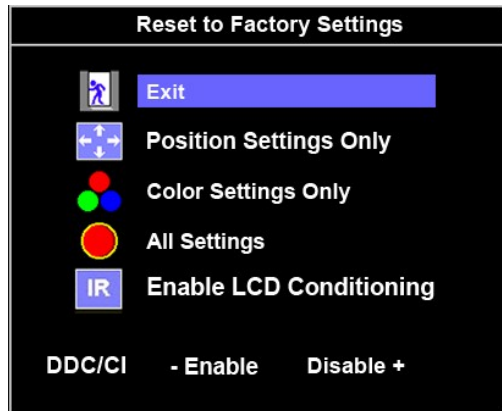 Reset to Factory Settings
Exit
Position Settings Only
Color Settings Only
All Settings
IR Enable LCD Conditioning
DDC/CI - Enable Disable +